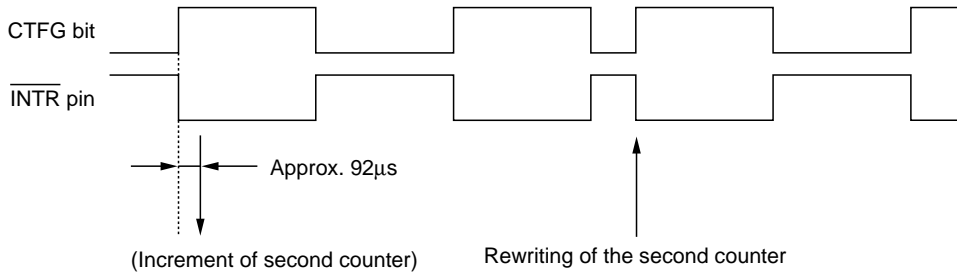 CTFG bit
INTR pin
Approx. 92μs
(Increment of second counter)
Rewriting of the second counter